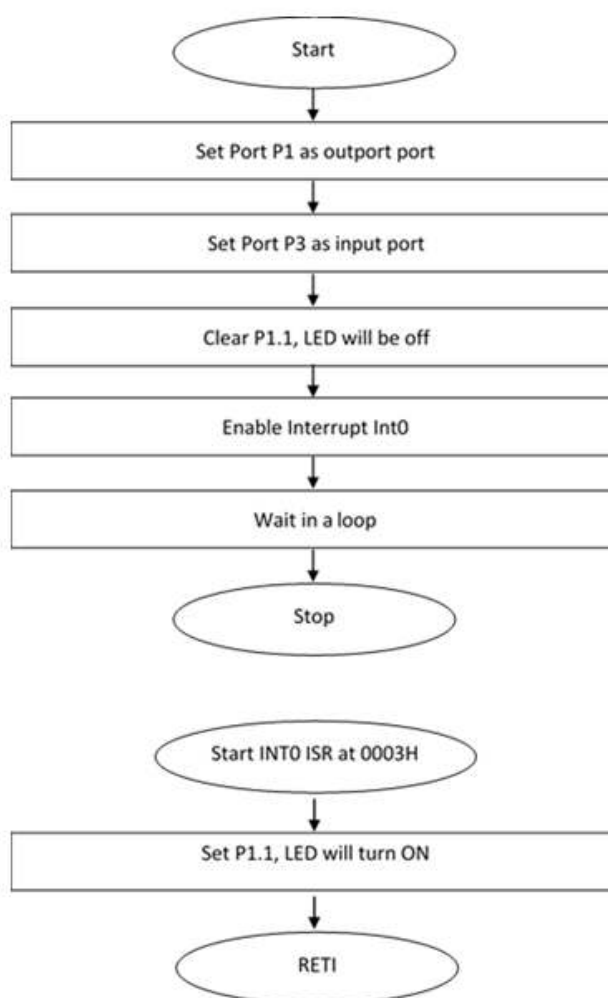 Start
Set Port P1 as outport port
Set Port P3 as input port
Clear P1.1, LED will be off
Enable Interrupt Int0
Wait in a loop
Stop
Start INT0 ISR at 0003H
Set P1.1, LED will turn ON
RETI